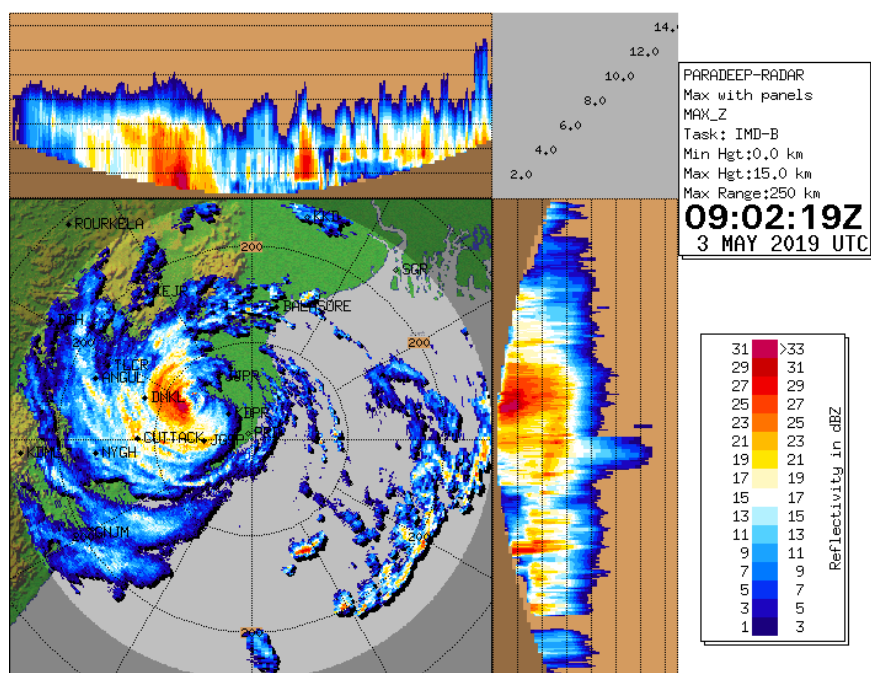 14.
12.0
10.0
8.0
6.0
4.0
2.0
PARADEEP-RADAR
Max with panels
MAX_Z
Task: IMD-B
Min Hgt:0.0 km
Max Hgt:15.0 km
Max Range:250 km
09:02:19Z
3 MAY 2019 UTC
ROURKELA
200
SGR
BALASORE
200
200
ANGUL
DNKL
JJPR
KDPR
CUTTACK
NYGH
200
200
31 >33
29 31
27 29
25 27
23 25
21 23
19 21
17 19
15 17
13 15
11 13
9 11
7 9
5 7
3 5
1 3
Reflectivity in dBZ